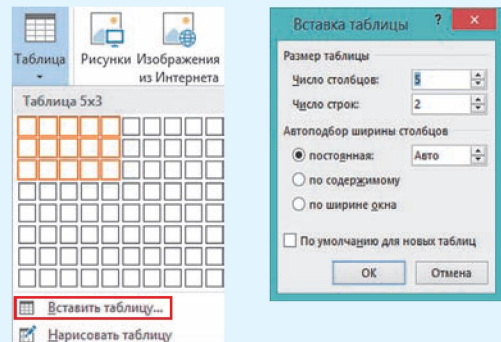 Таблица
Рисунки
Изображения
из Интернета
Таблица 5x3
Вставить таблицу...
Нарисовать таблицу
Вставка таблицы
?
×
Размер таблицы
Число столбцов:
5
Число строк:
2
Автоподбор ширины столбцов
постоянная:
Авто
по содержимому
по ширине окна
По умолчанию для новых таблиц
ОК
Отмена